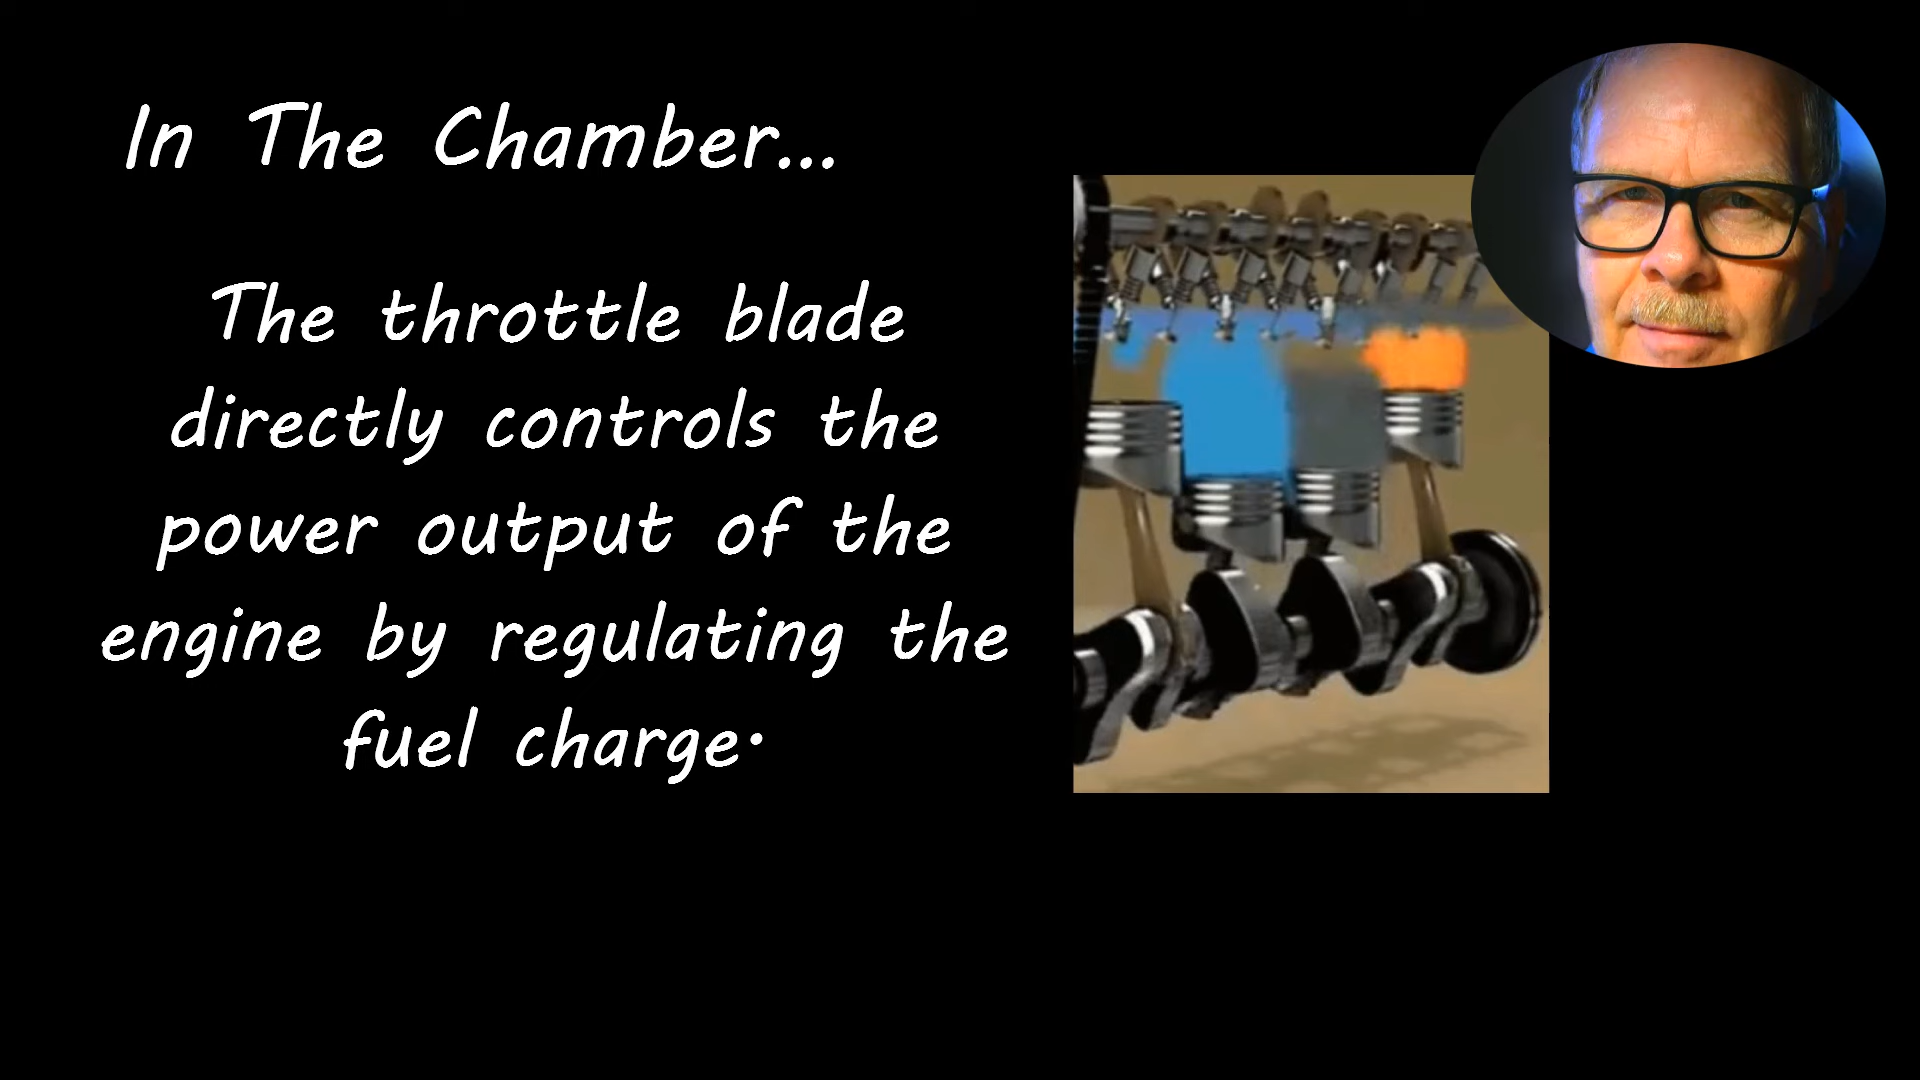 In The Chamber...
The throttle blade
directly controls the
power output of the
engine by regulating the
fuel charge.